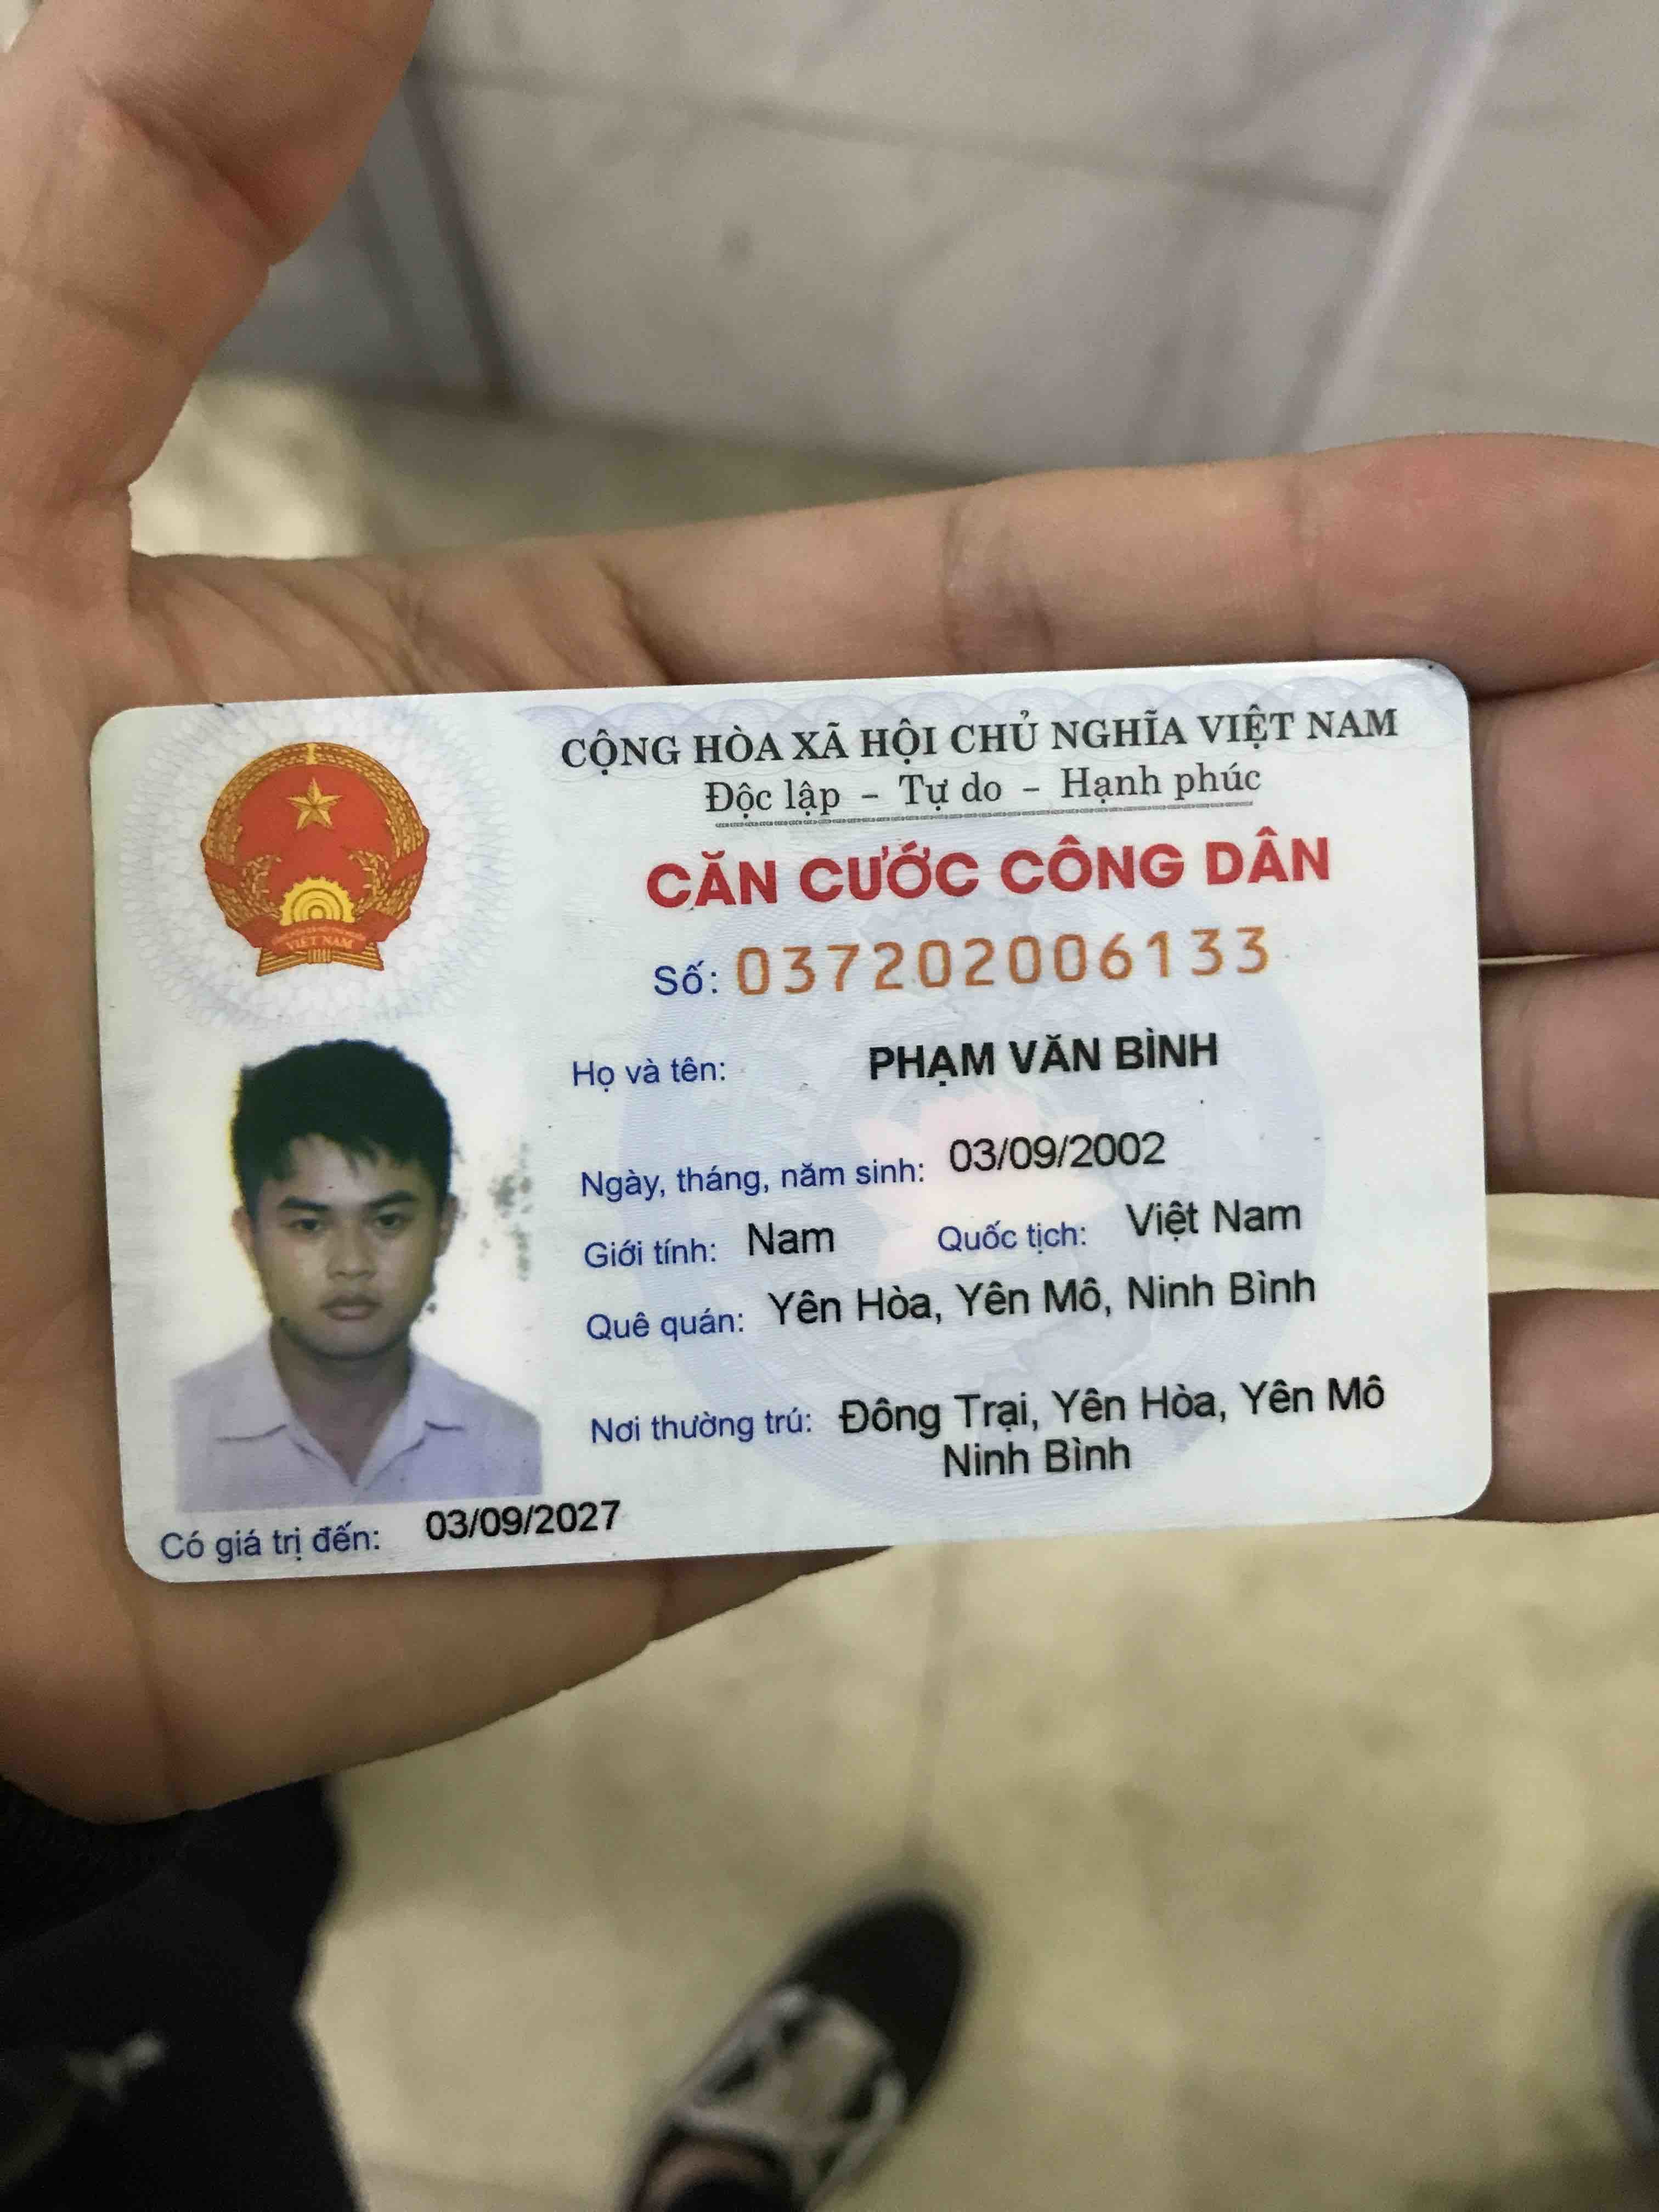 CỘNG HÒA XÃ HỘI CHỦ NGHĨA VIỆT NAM
Độc lập - Tự do - Hạnh phúc
CĂN CƯỚC CÔNG DÂN
Số: 037202006133
Họ và tên: PHẠM VĂN BÌNH
Ngày, tháng, năm sinh: 03/09/2002
Giới tính: Nam Quốc tịch: Việt Nam
Quê quán: Yên Hòa, Yên Mô, Ninh Bình
Nơi thường trú: Đông Trại, Yên Hòa, Yên Mô
Ninh Bình
Có giá trị đến: 03/09/2027
VIỆT NAM